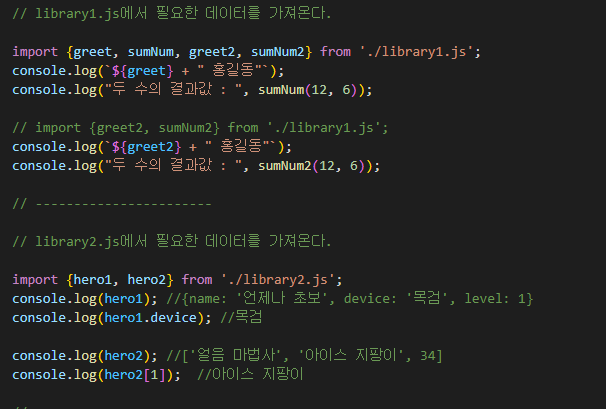 // library1.js에서 필요한 데이터를 가져온다.
import {greet, sumNum, greet2, sumNum2} from './library1.js';
console.log(`${greet} + " 홍길동"`);
console.log("두 수의 결과값 : ", sumNum(12, 6));
// import {greet2, sumNum2} from './library1.js';
console.log(`${greet2} + " 홍길동"`);
console.log("두 수의 결과값 : ", sumNum2(12, 6));
// -----------------------
// library2.js에서 필요한 데이터를 가져온다.
import {hero1, hero2} from './library2.js';
console.log(hero1); //{name: '언제나 초보', device: '목검', level: 1}
console.log(hero1.device); //목검
console.log(hero2); //['얼음 마법사', '아이스 지팡이', 34]
console.log(hero2[1]);  //아이스 지팡이